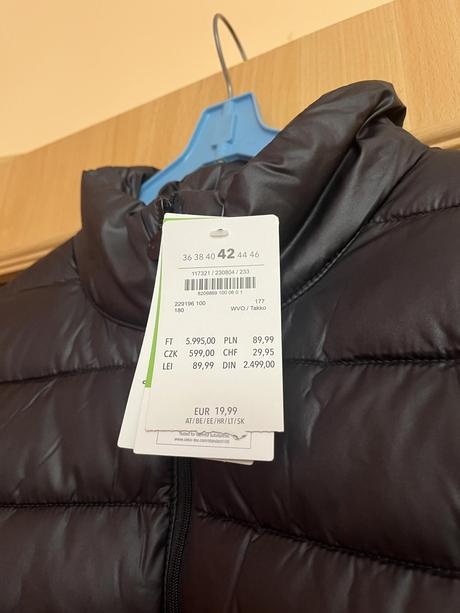 36 38 40 42 44 46
117321 / 230804 / 233
8209869 100 06 0 1
229196 100 177
180 WVO / Takko
FT 5.995,00 PLN 89,99
CZK 599,00 CHF 29,95
LEI 89,99 DIN 2.499,00
EUR 19,99
AT/BE/EE/HR/LT/SK